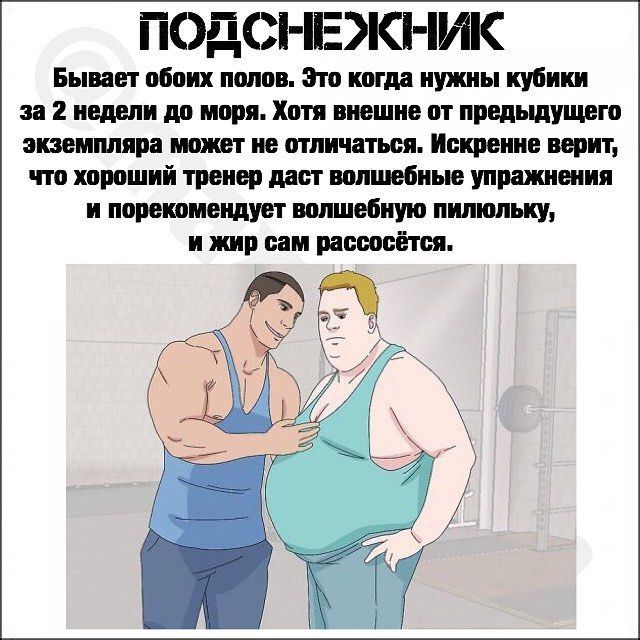 ПОДСНЕЖНИК
Бывает обоих полов. Это когда нужны кубики
за 2 недели до моря. Хотя внешне от предыдущего
экземпляра может не отличаться. Искренне верит,
что хороший тренер даст волшебные упражнения
и порекомендует волшебную пилюльку,
и жир сам рассосётся.